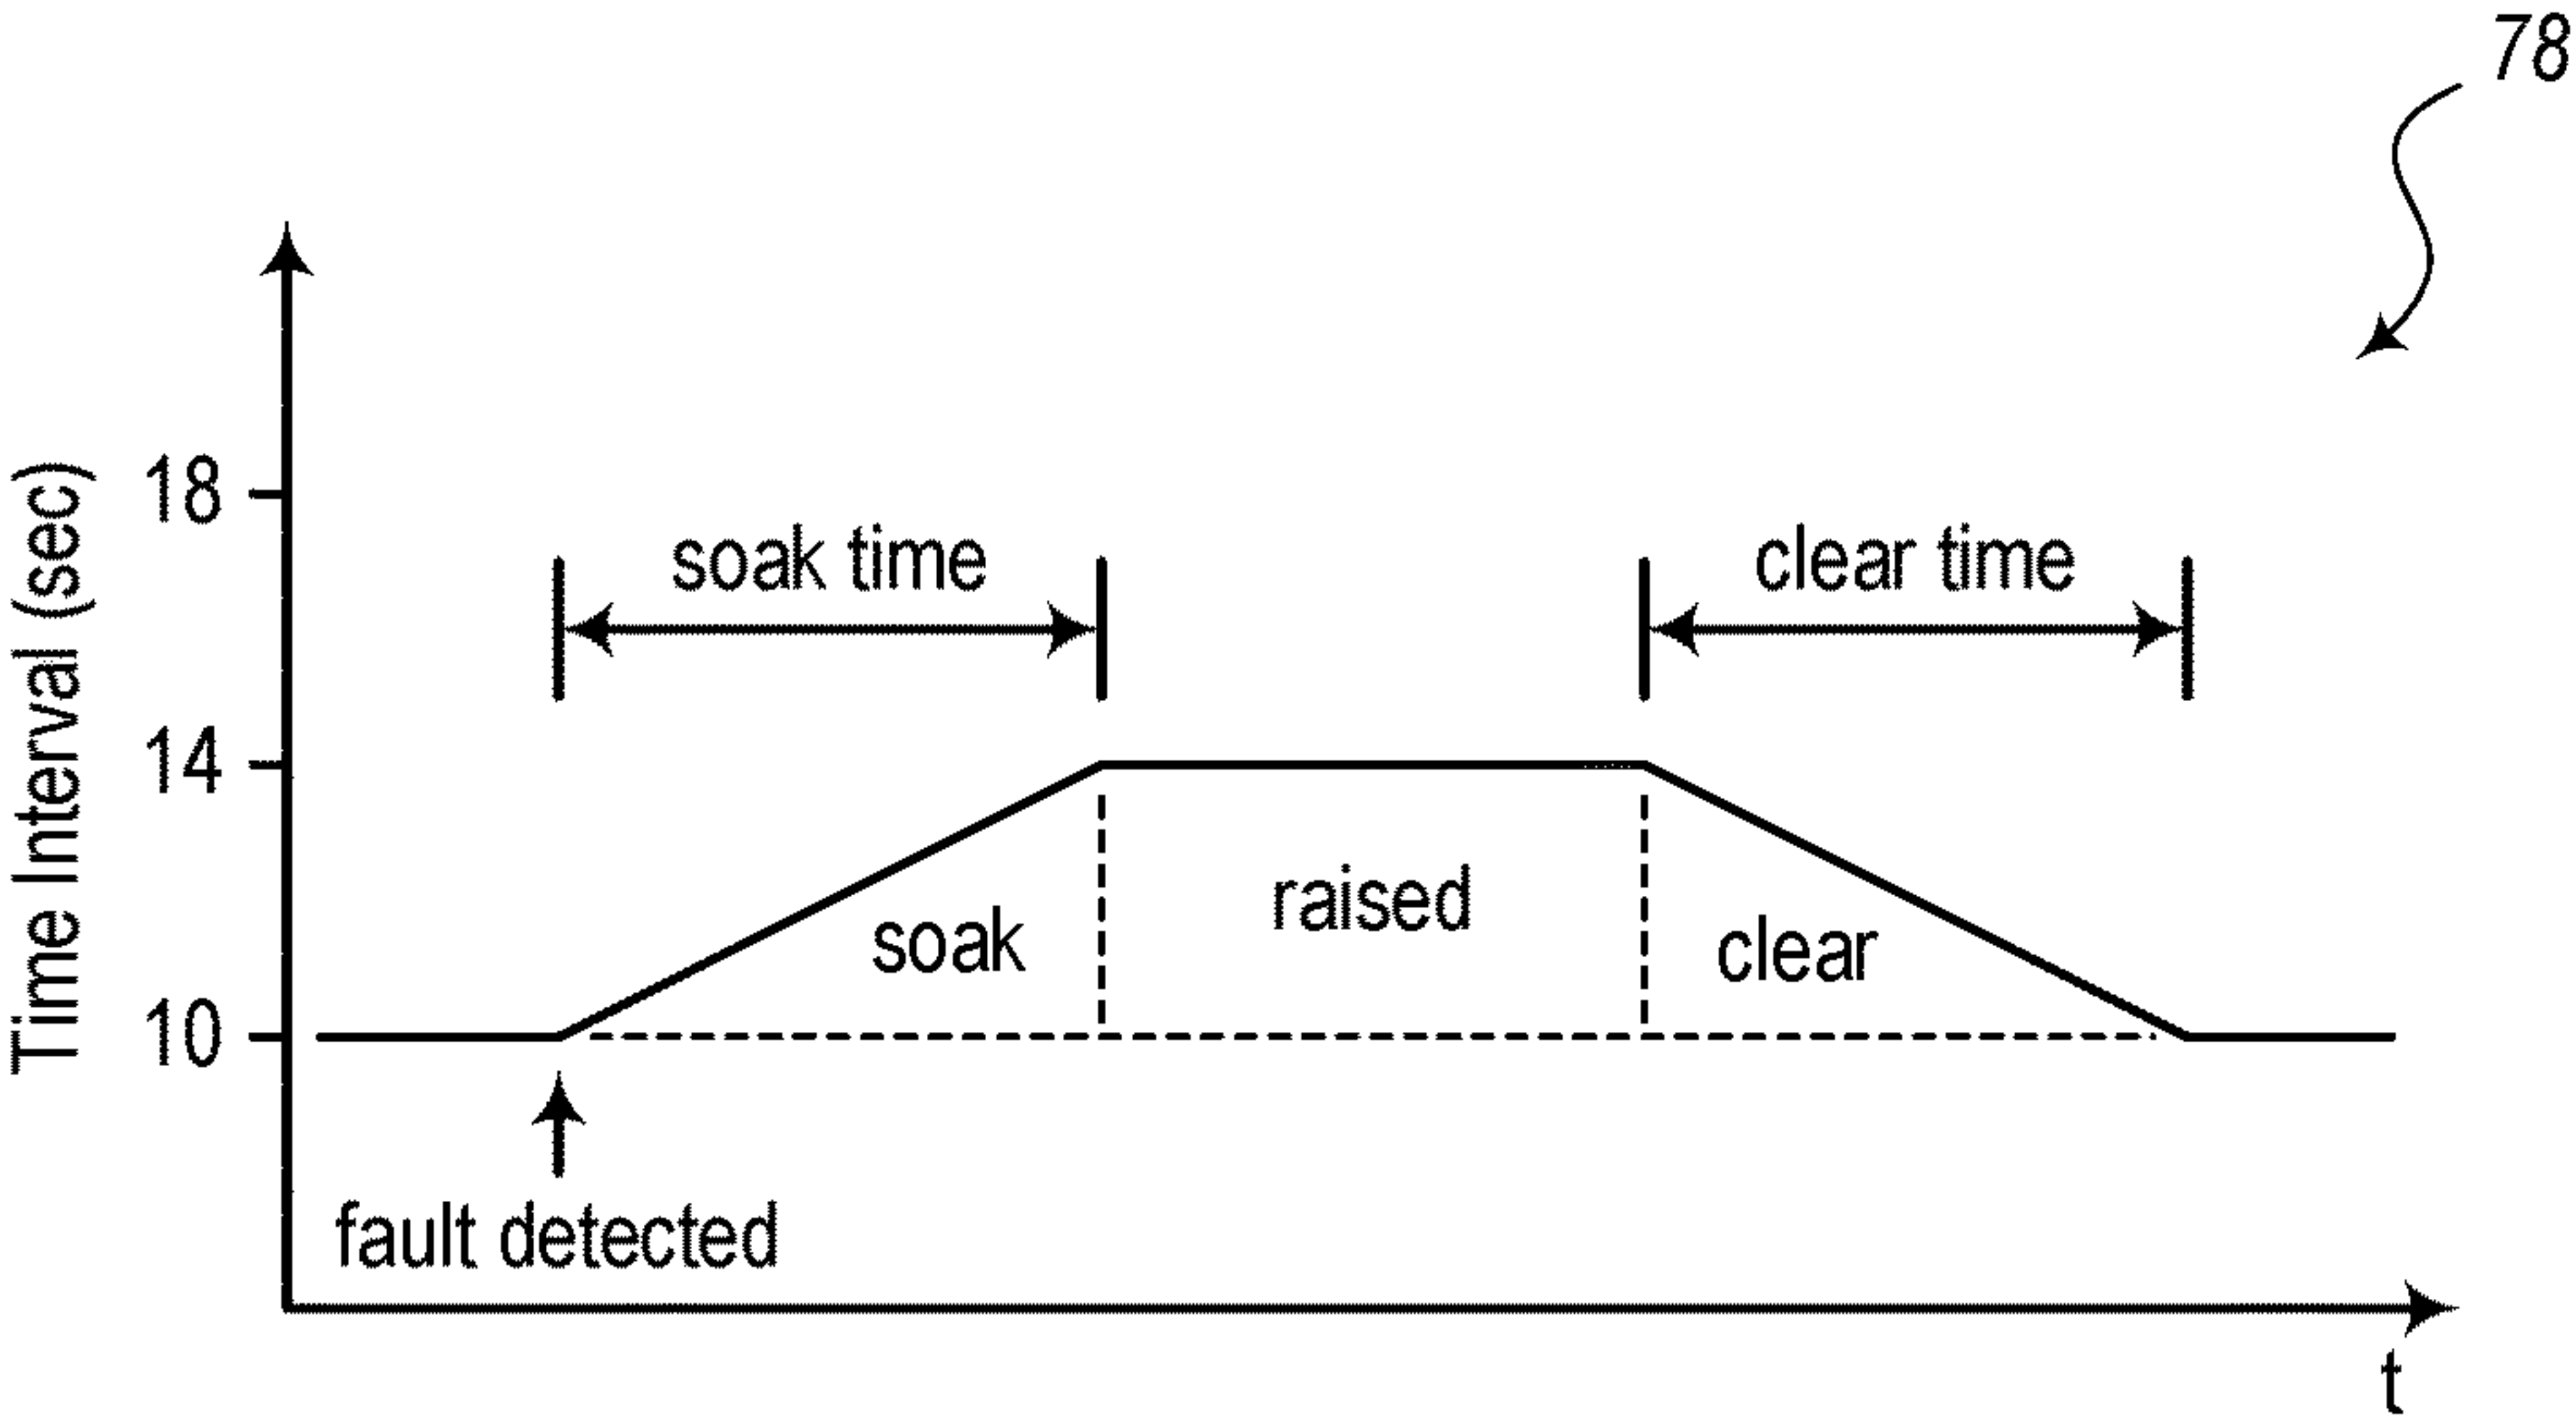 78
Time Interval (sec)
18
soak time
clear time
14
raised
soak
clear
10
fault detected
t